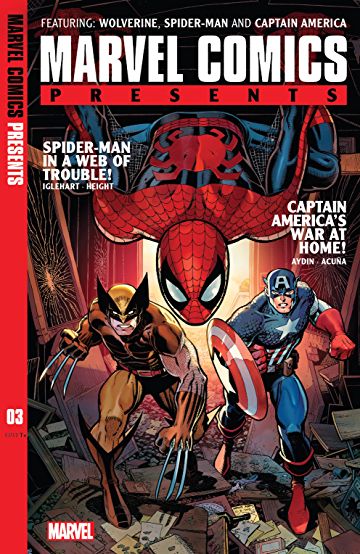 FEATURING: WOLVERINE, SPIDER-MAN AND CAPTAIN AMERICA
MARVEL COMICS
PRESENTS
MARVEL COMICS
PRESENTS
SPIDER-MAN
IN A WEB OF
TROUBLE!
IGLEHART · HEIGHT
CAPTAIN
AMERICA'S
WAR AT
HOME!
AYDIN · ACUÑA
03
MARVEL